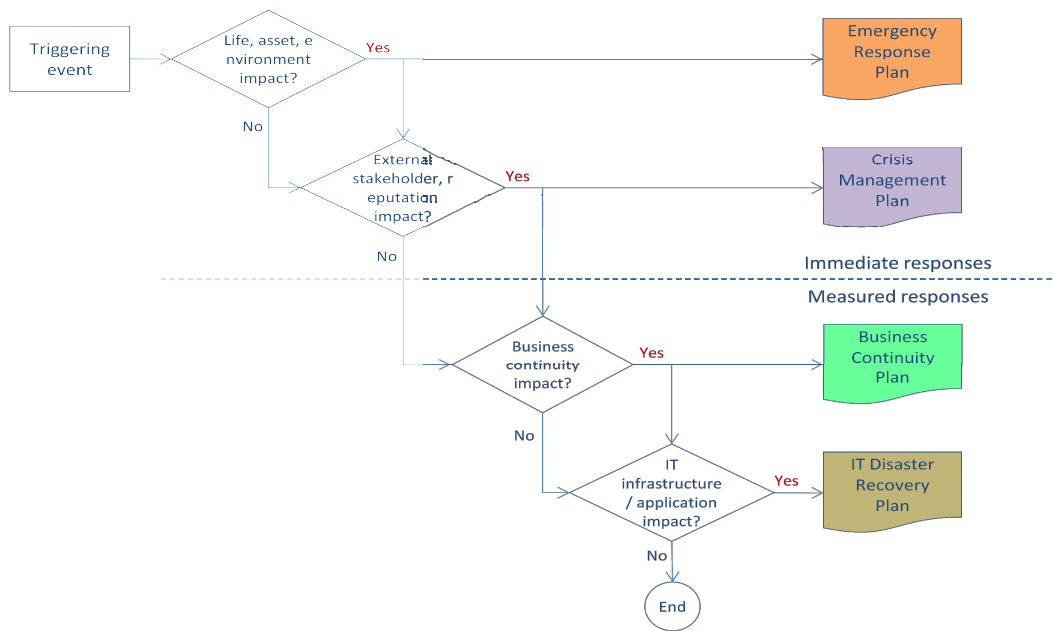 Triggering
event
Life, asset, e
nvironment
impact?
Yes
Emergency
Response
Plan
No
External
stakeholder, r
eputation
impact?
Yes
Crisis
Management
Plan
No
Immediate responses
Measured responses
Business
continuity
impact?
Yes
Business
Continuity
Plan
No
IT
infrastructure
/ application
impact?
Yes
IT Disaster
Recovery
Plan
No
End